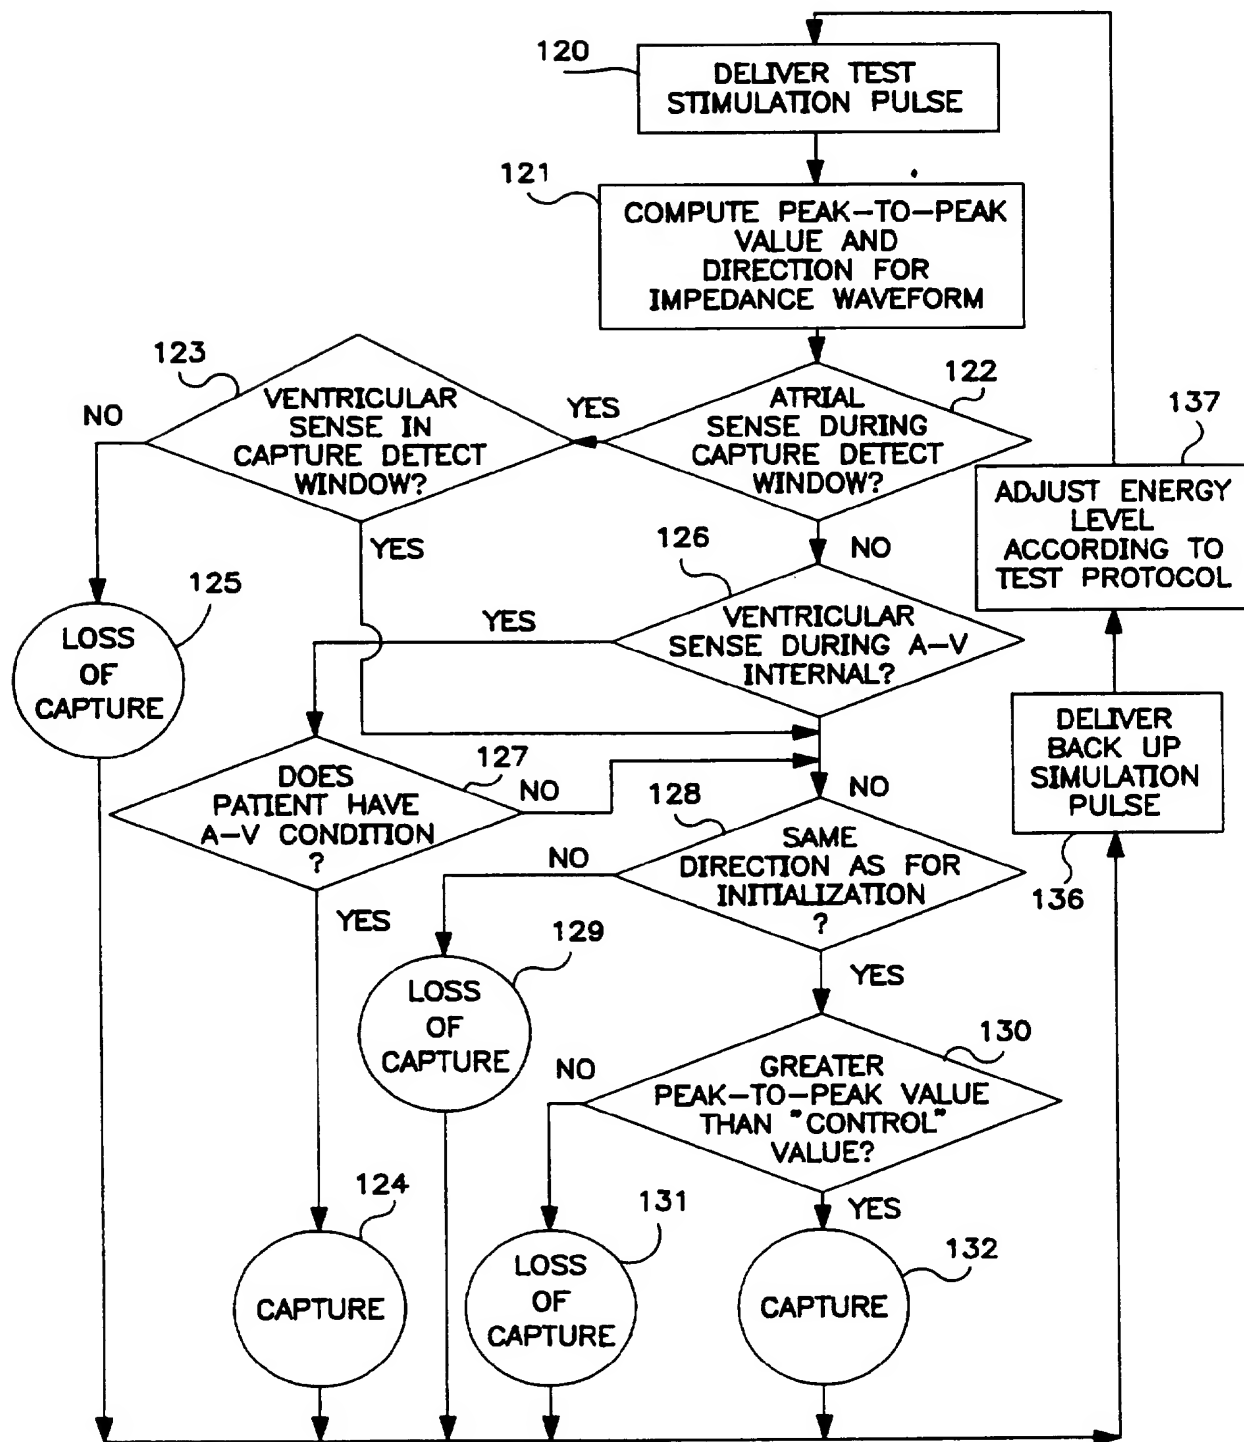 120
DELIVER TEST
STIMULATION PULSE
121
COMPUTE PEAK-TO-PEAK
VALUE AND
DIRECTION FOR
IMPEDANCE WAVEFORM
122
ATRIAL
SENSE DURING
CAPTURE DETECT
WINDOW?
YES
NO
123
VENTRICULAR
SENSE IN
CAPTURE DETECT
WINDOW?
NO
YES
125
LOSS
OF
CAPTURE
126
VENTRICULAR
SENSE DURING A-V
INTERNAL?
YES
NO
127
DOES
PATIENT HAVE
A-V CONDITION
?
NO
YES
128
SAME
DIRECTION AS FOR
INITIALIZATION
?
NO
YES
129
LOSS
OF
CAPTURE
130
GREATER
PEAK-TO-PEAK VALUE
THAN "CONTROL"
VALUE?
NO
YES
124
CAPTURE
131
LOSS
OF
CAPTURE
132
CAPTURE
137
ADJUST ENERGY
LEVEL
ACCORDING TO
TEST PROTOCOL
DELIVER
BACK UP
SIMULATION
PULSE
136